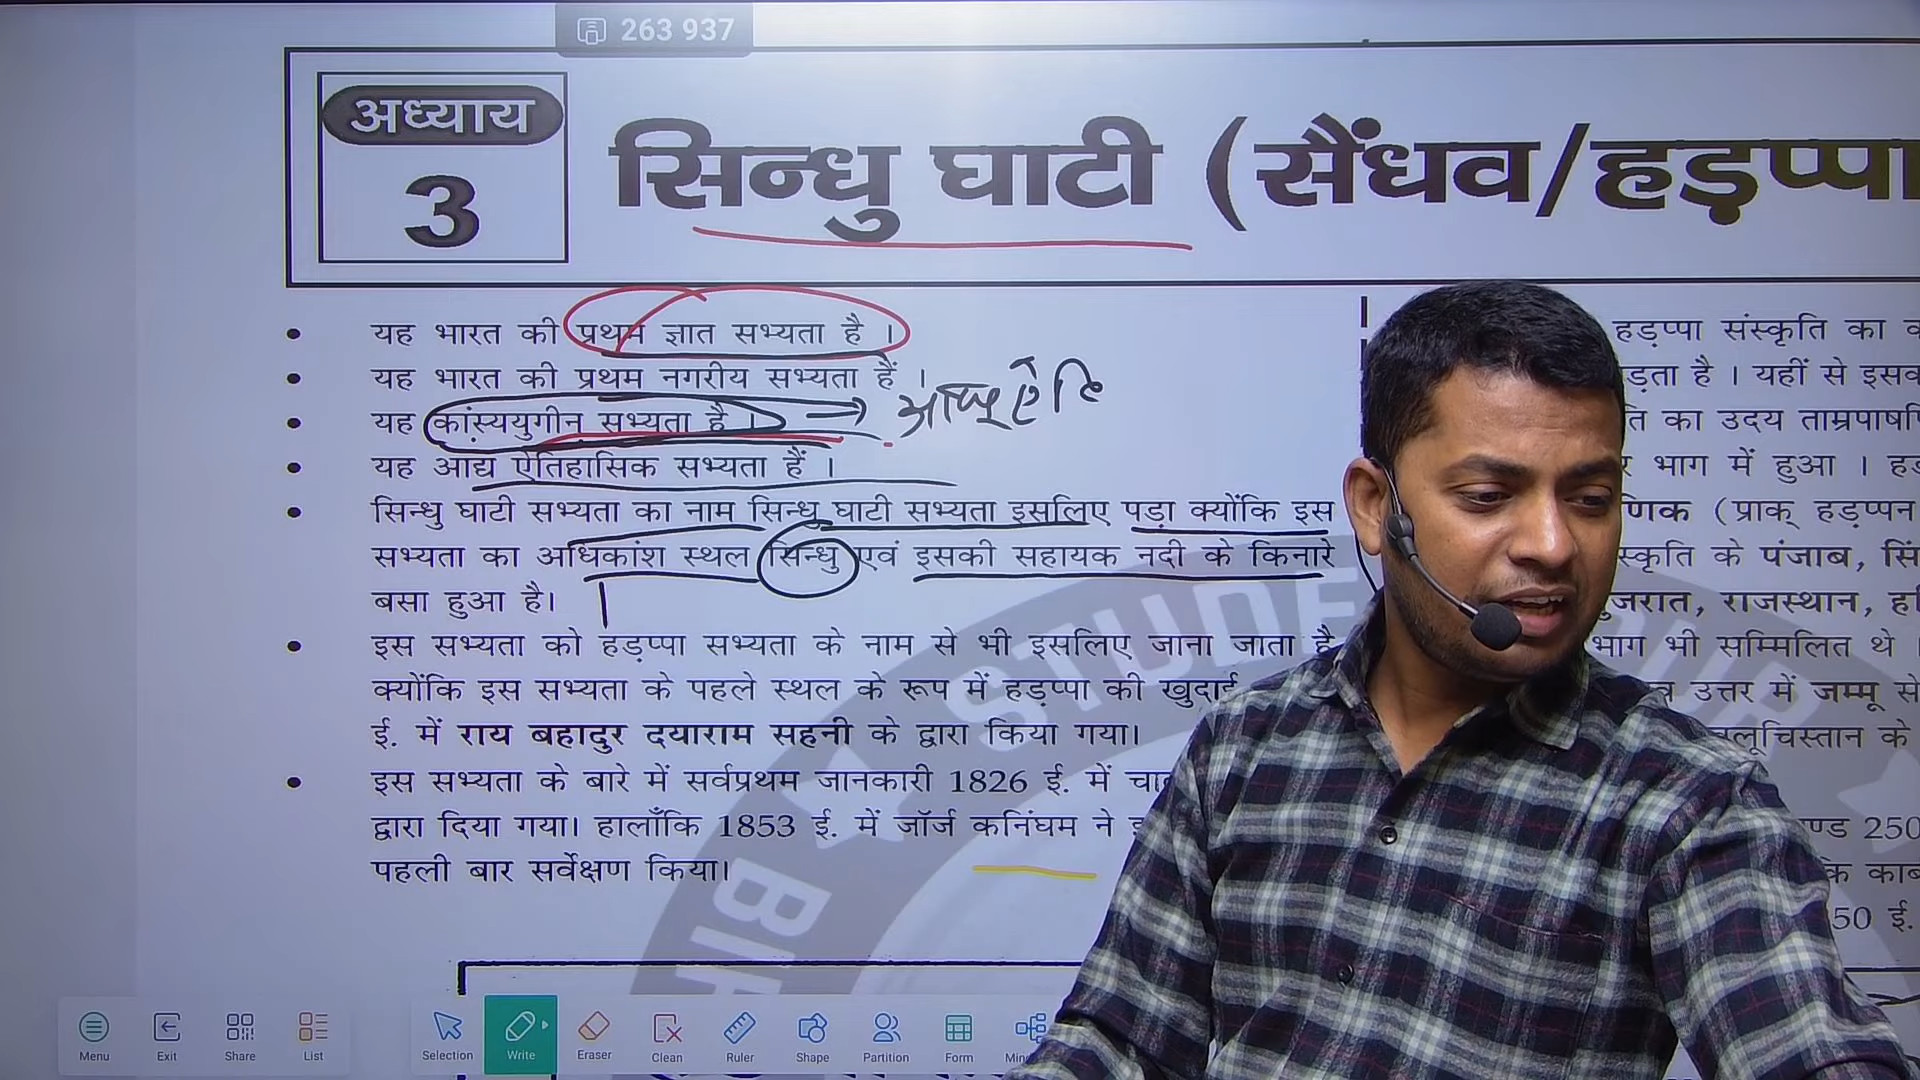 263 937
अध्याय
3
सिन्धु घाटी (सैंधव/हड़प्पा
यह भारत की प्रथम ज्ञात सभ्यता है ।
यह भारत की प्रथम नगरीय सभ्यता हैं ।
यह कांस्ययुगीन सभ्यता है ।
यह आद्य ऐतिहासिक सभ्यता हैं ।
सिन्धु घाटी सभ्यता का नाम सिन्धु घाटी सभ्यता इसलिए पड़ा क्योंकि इस
सभ्यता का अधिकांश स्थल सिन्धु एवं इसकी सहायक नदी के किनारे
बसा हुआ है।
इस सभ्यता को हड़प्पा सभ्यता के नाम से भी इसलिए जाना जाता है
क्योंकि इस सभ्यता के पहले स्थल के रूप में हड़प्पा की खुदाई
ई. में राय बहादुर दयाराम सहनी के द्वारा किया गया।
इस सभ्यता के बारे में सर्वप्रथम जानकारी 1826 ई. में
द्वारा दिया गया। हालाँकि 1853 ई. में जॉर्ज कनिंघम ने
पहली बार सर्वेक्षण किया।
हड़प्पा संस्कृति का
है । यहीं से
का उदय
भाग में हुआ ।
(प्राक् हड़प्पन
के पंजाब,
राजस्थान,
भाग भी सम्मिलित थे ।
उत्तर में जम्मू से
के
250
50 ई.
Menu
Exit
Share
List
Selection
Write
Eraser
Clean
Ruler
Shape
Partition
Form